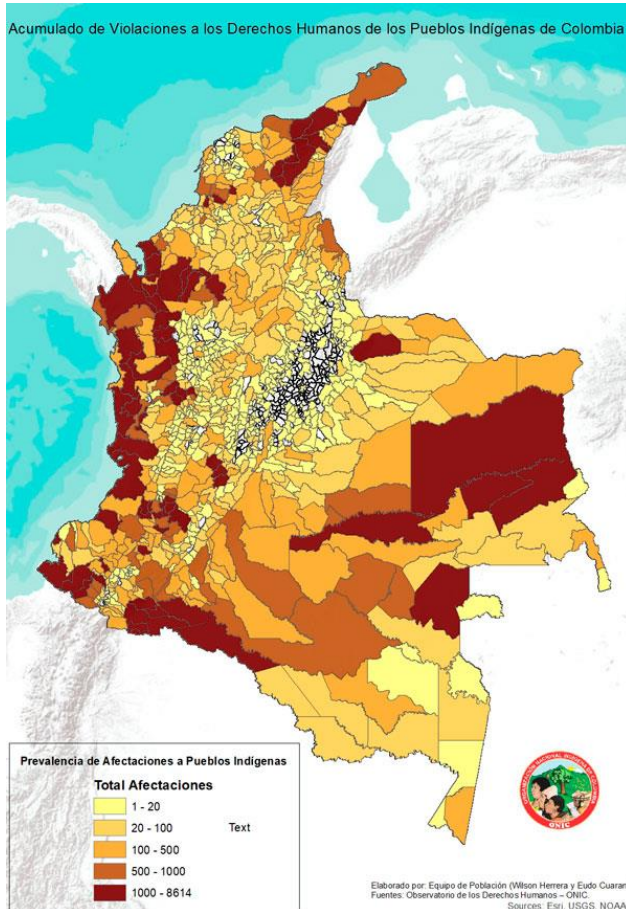 Acumulado de Violaciones a los Derechos Humanos de los Pueblos Indígenas de Colombia
Prevalencia de Afectaciones a Pueblos Indígenas
Total Afectaciones
1 - 20
20 - 100 Text
100 - 500
500 - 1000
1000 - 8614
ONIC
Elaborado por: Equipo de Población (Wilson Herrera y Eudo Cuaran
Fuentes: Observatorio de los Derechos Humanos – ONIC.
Sources: Esri, USGS, NOAA